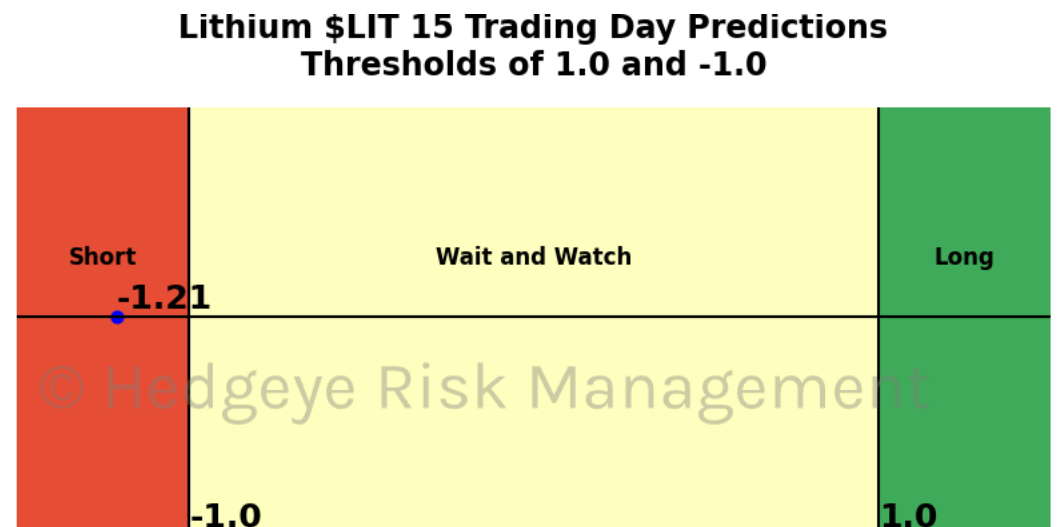 Lithium $LIT 15 Trading Day Predictions
Thresholds of 1.0 and -1.0
Short
Wait and Watch
Long
-1.21
© Hedgeye Risk Management
-1.0
1.0